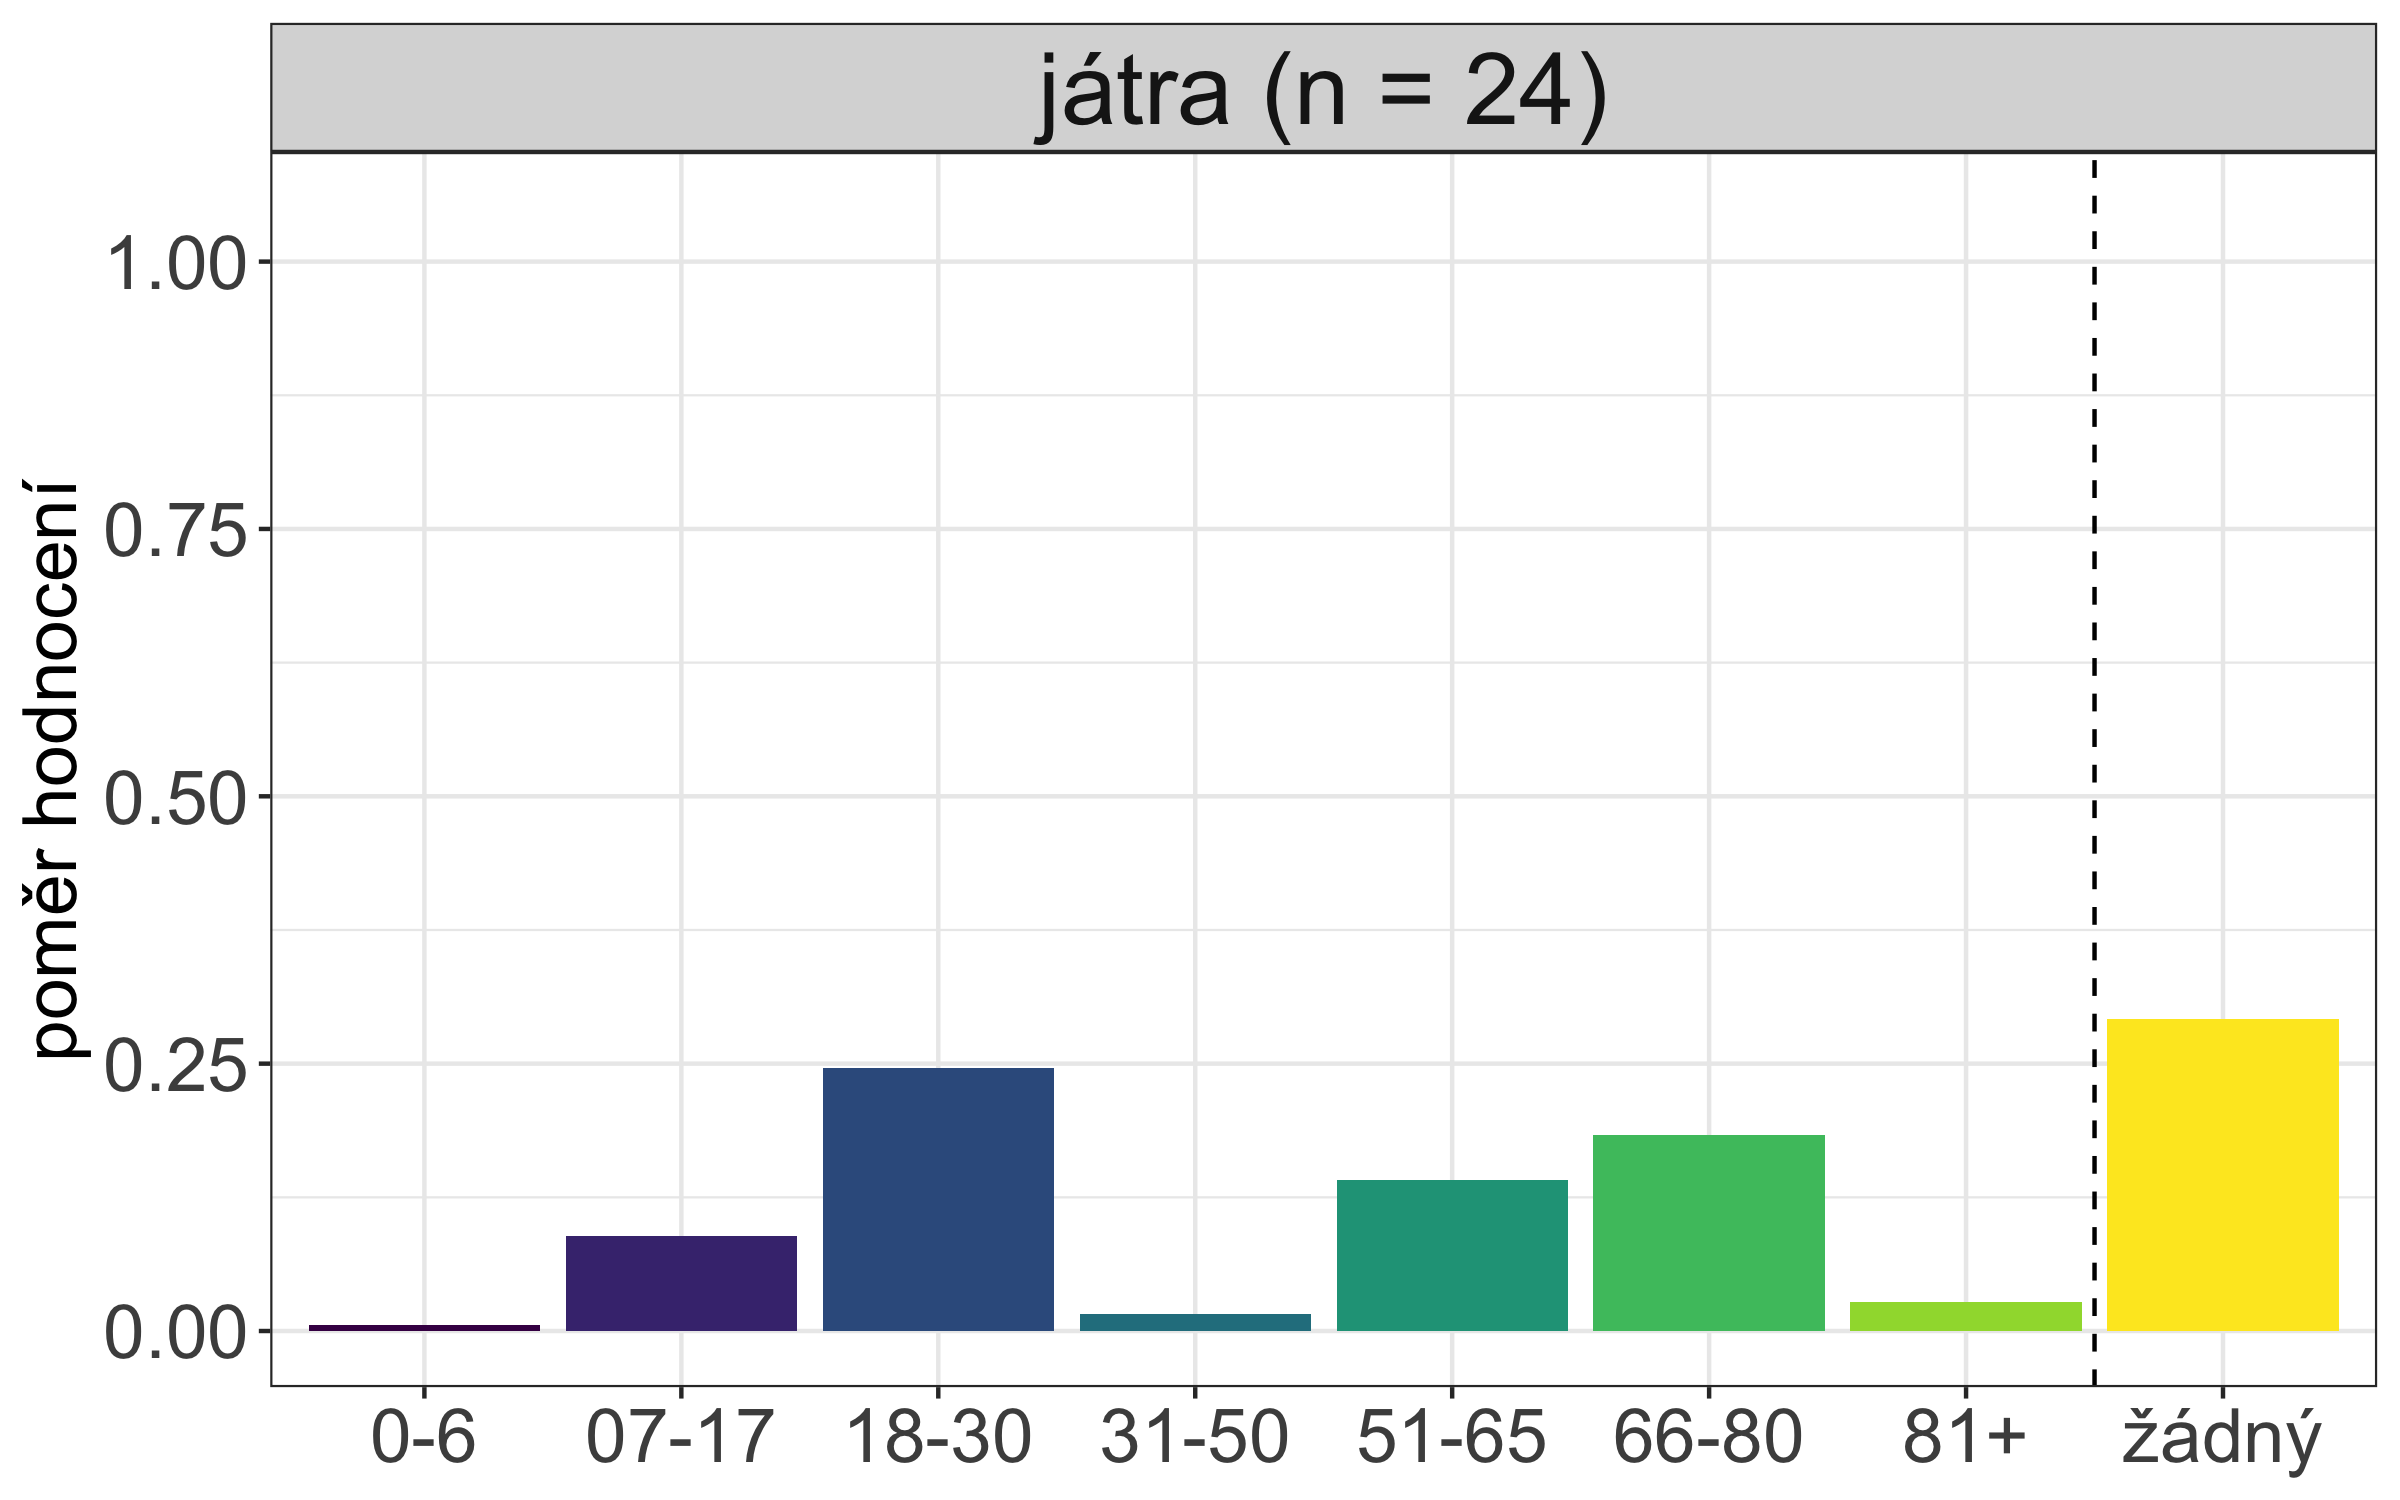 játra (n = 24)
poměr hodnocení
1.00
0.75
0.50
0.25
0.00
0-6 07-17 18-30 31-50 51-65 66-80 81+ žádný